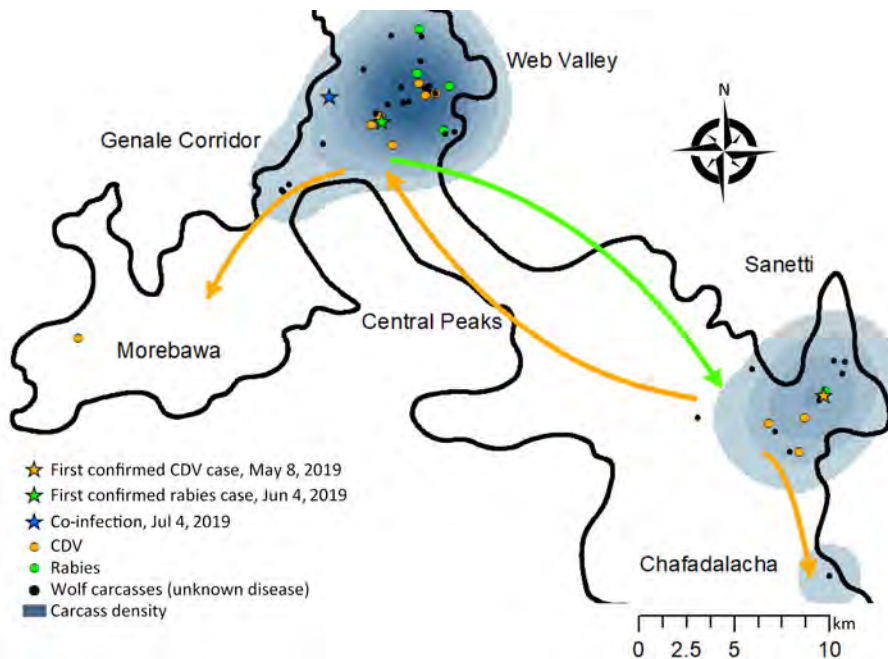 Web Valley
N
Genale Corridor
Sanetti
Central Peaks
Morebawa
First confirmed CDV case, May 8, 2019
First confirmed rabies case, Jun 4, 2019
Co-infection, Jul 4, 2019
CDV
Rabies
Wolf carcasses (unknown disease)
Carcass density
Chafadalacha
km
0 2.5 5 10